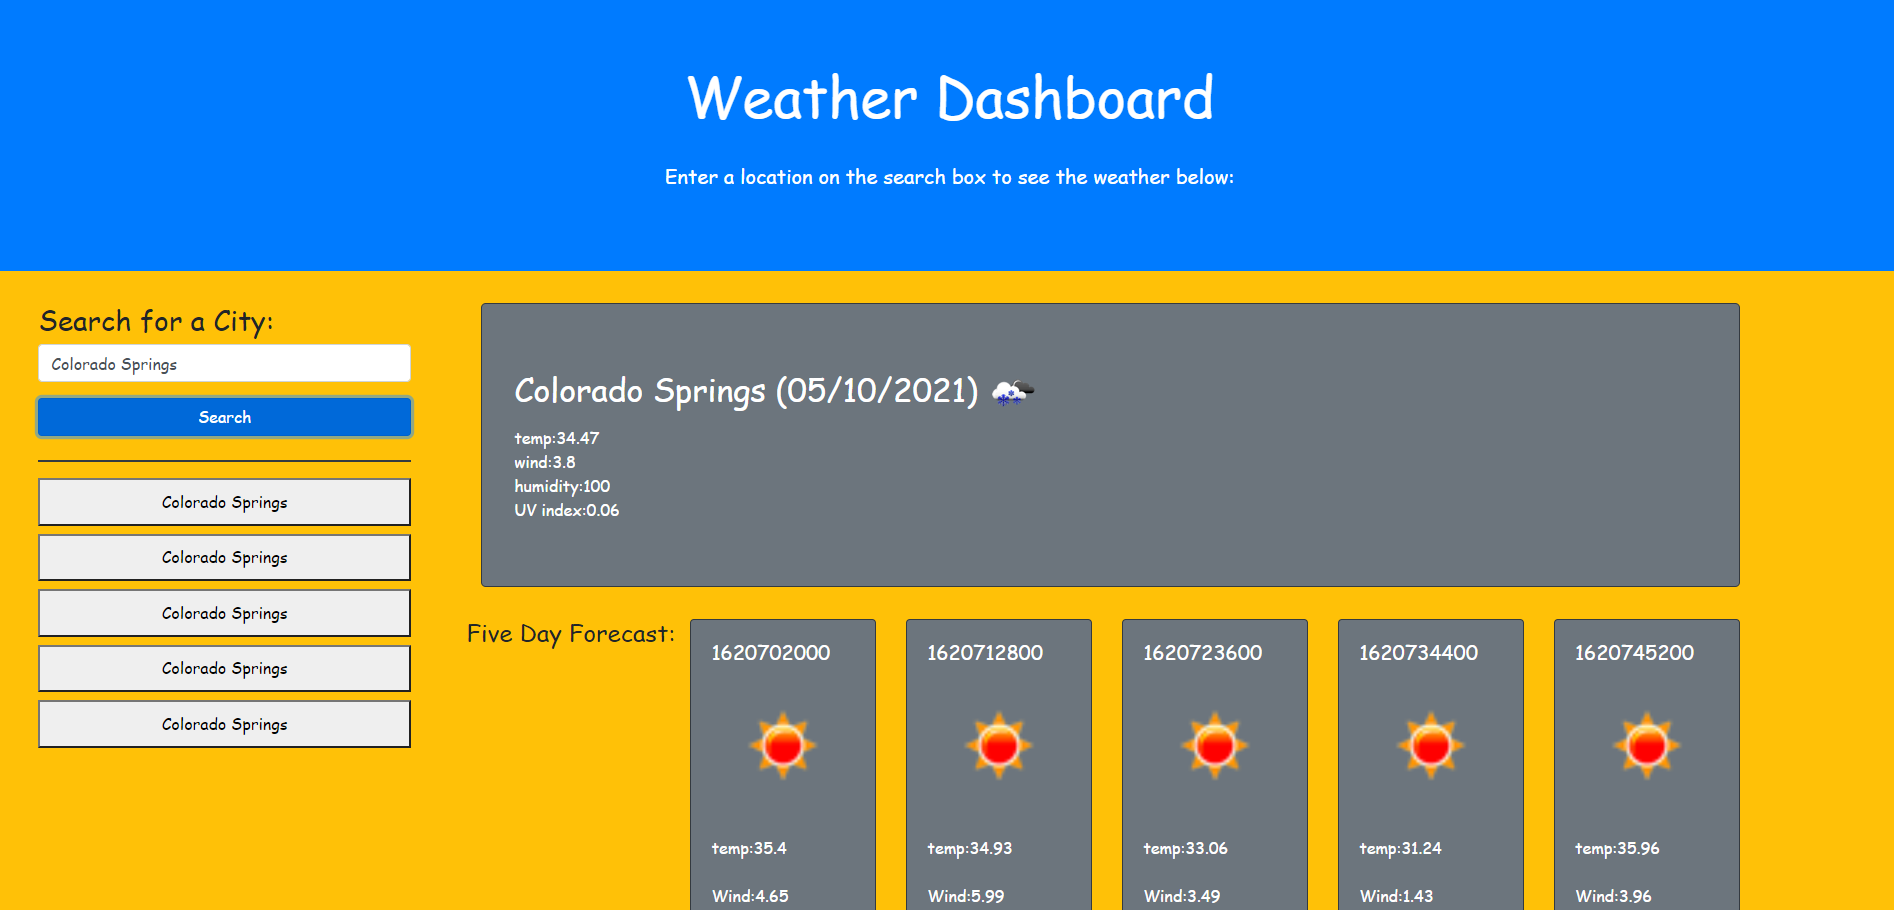 Weather Dashboard
Enter a location on the search box to see the weather below:
Search for a City:
Colorado Springs
Search
Colorado Springs
Colorado Springs
Colorado Springs
Colorado Springs
Colorado Springs
Colorado Springs (05/10/2021)
temp:34.47
wind:3.8
humidity:100
UV index:0.06
Five Day Forecast:
1620702000
temp:35.4
Wind:4.65
1620712800
temp:34.93
Wind:5.99
1620723600
temp:33.06
Wind:3.49
1620734400
temp:31.24
Wind:1.43
1620745200
temp:35.96
Wind:3.96